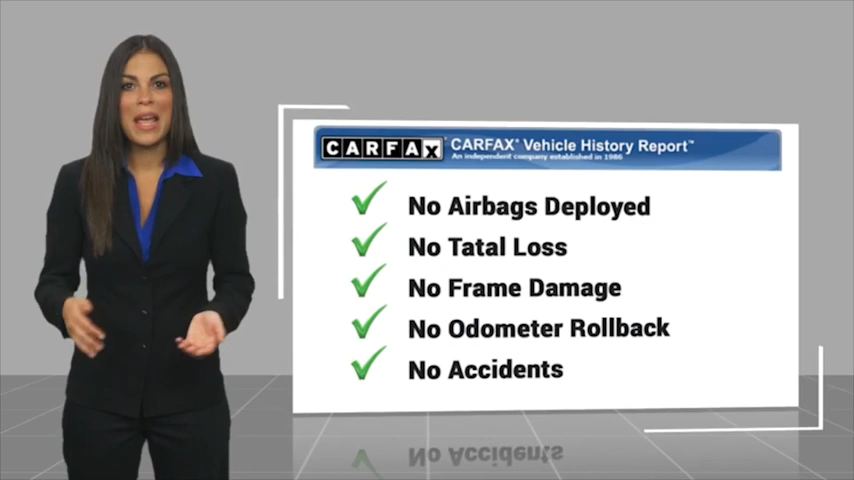 CARFAX CARFAX® Vehicle History Report™
An independent company established in 1986
No Airbags Deployed
No Tatal Loss
No Frame Damage
No Odometer Rollback
No Accidents
No Accidents